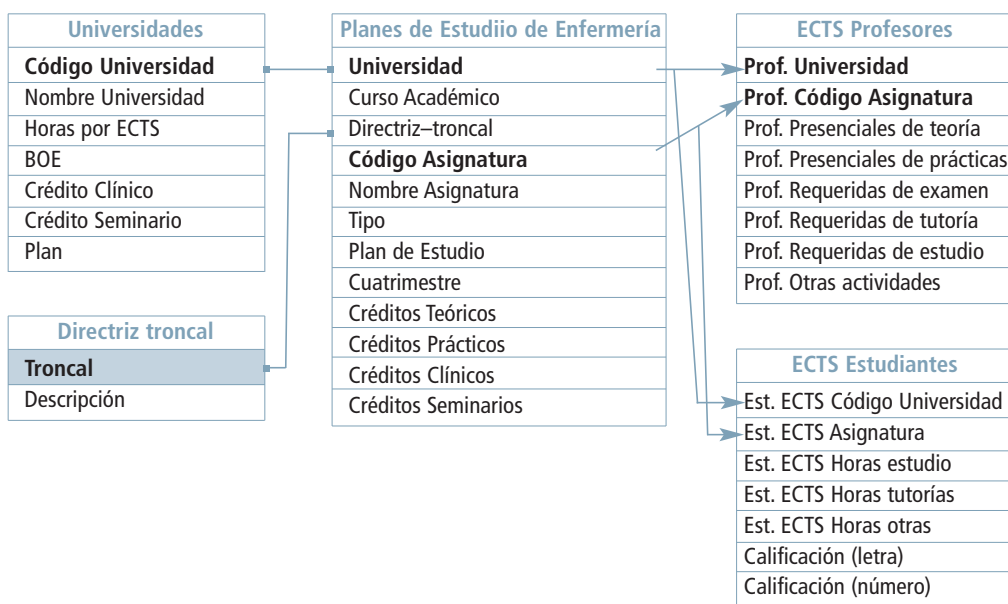 Universidades
Código Universidad
Nombre Universidad
Horas por ECTS
BOE
Crédito Clínico
Crédito Seminario
Plan
Directriz troncal
Troncal
Descripción
Planes de Estudiio de Enfermería
Universidad
Curso Académico
Directriz–troncal
Código Asignatura
Nombre Asignatura
Tipo
Plan de Estudio
Cuatrimestre
Créditos Teóricos
Créditos Prácticos
Créditos Clínicos
Créditos Seminarios
ECTS Profesores
Prof. Universidad
Prof. Código Asignatura
Prof. Presenciales de teoría
Prof. Presenciales de prácticas
Prof. Requeridas de examen
Prof. Requeridas de tutoría
Prof. Requeridas de estudio
Prof. Otras actividades
ECTS Estudiantes
Est. ECTS Código Universidad
Est. ECTS Asignatura
Est. ECTS Horas estudio
Est. ECTS Horas tutorías
Est. ECTS Horas otras
Calificación (letra)
Calificación (número)